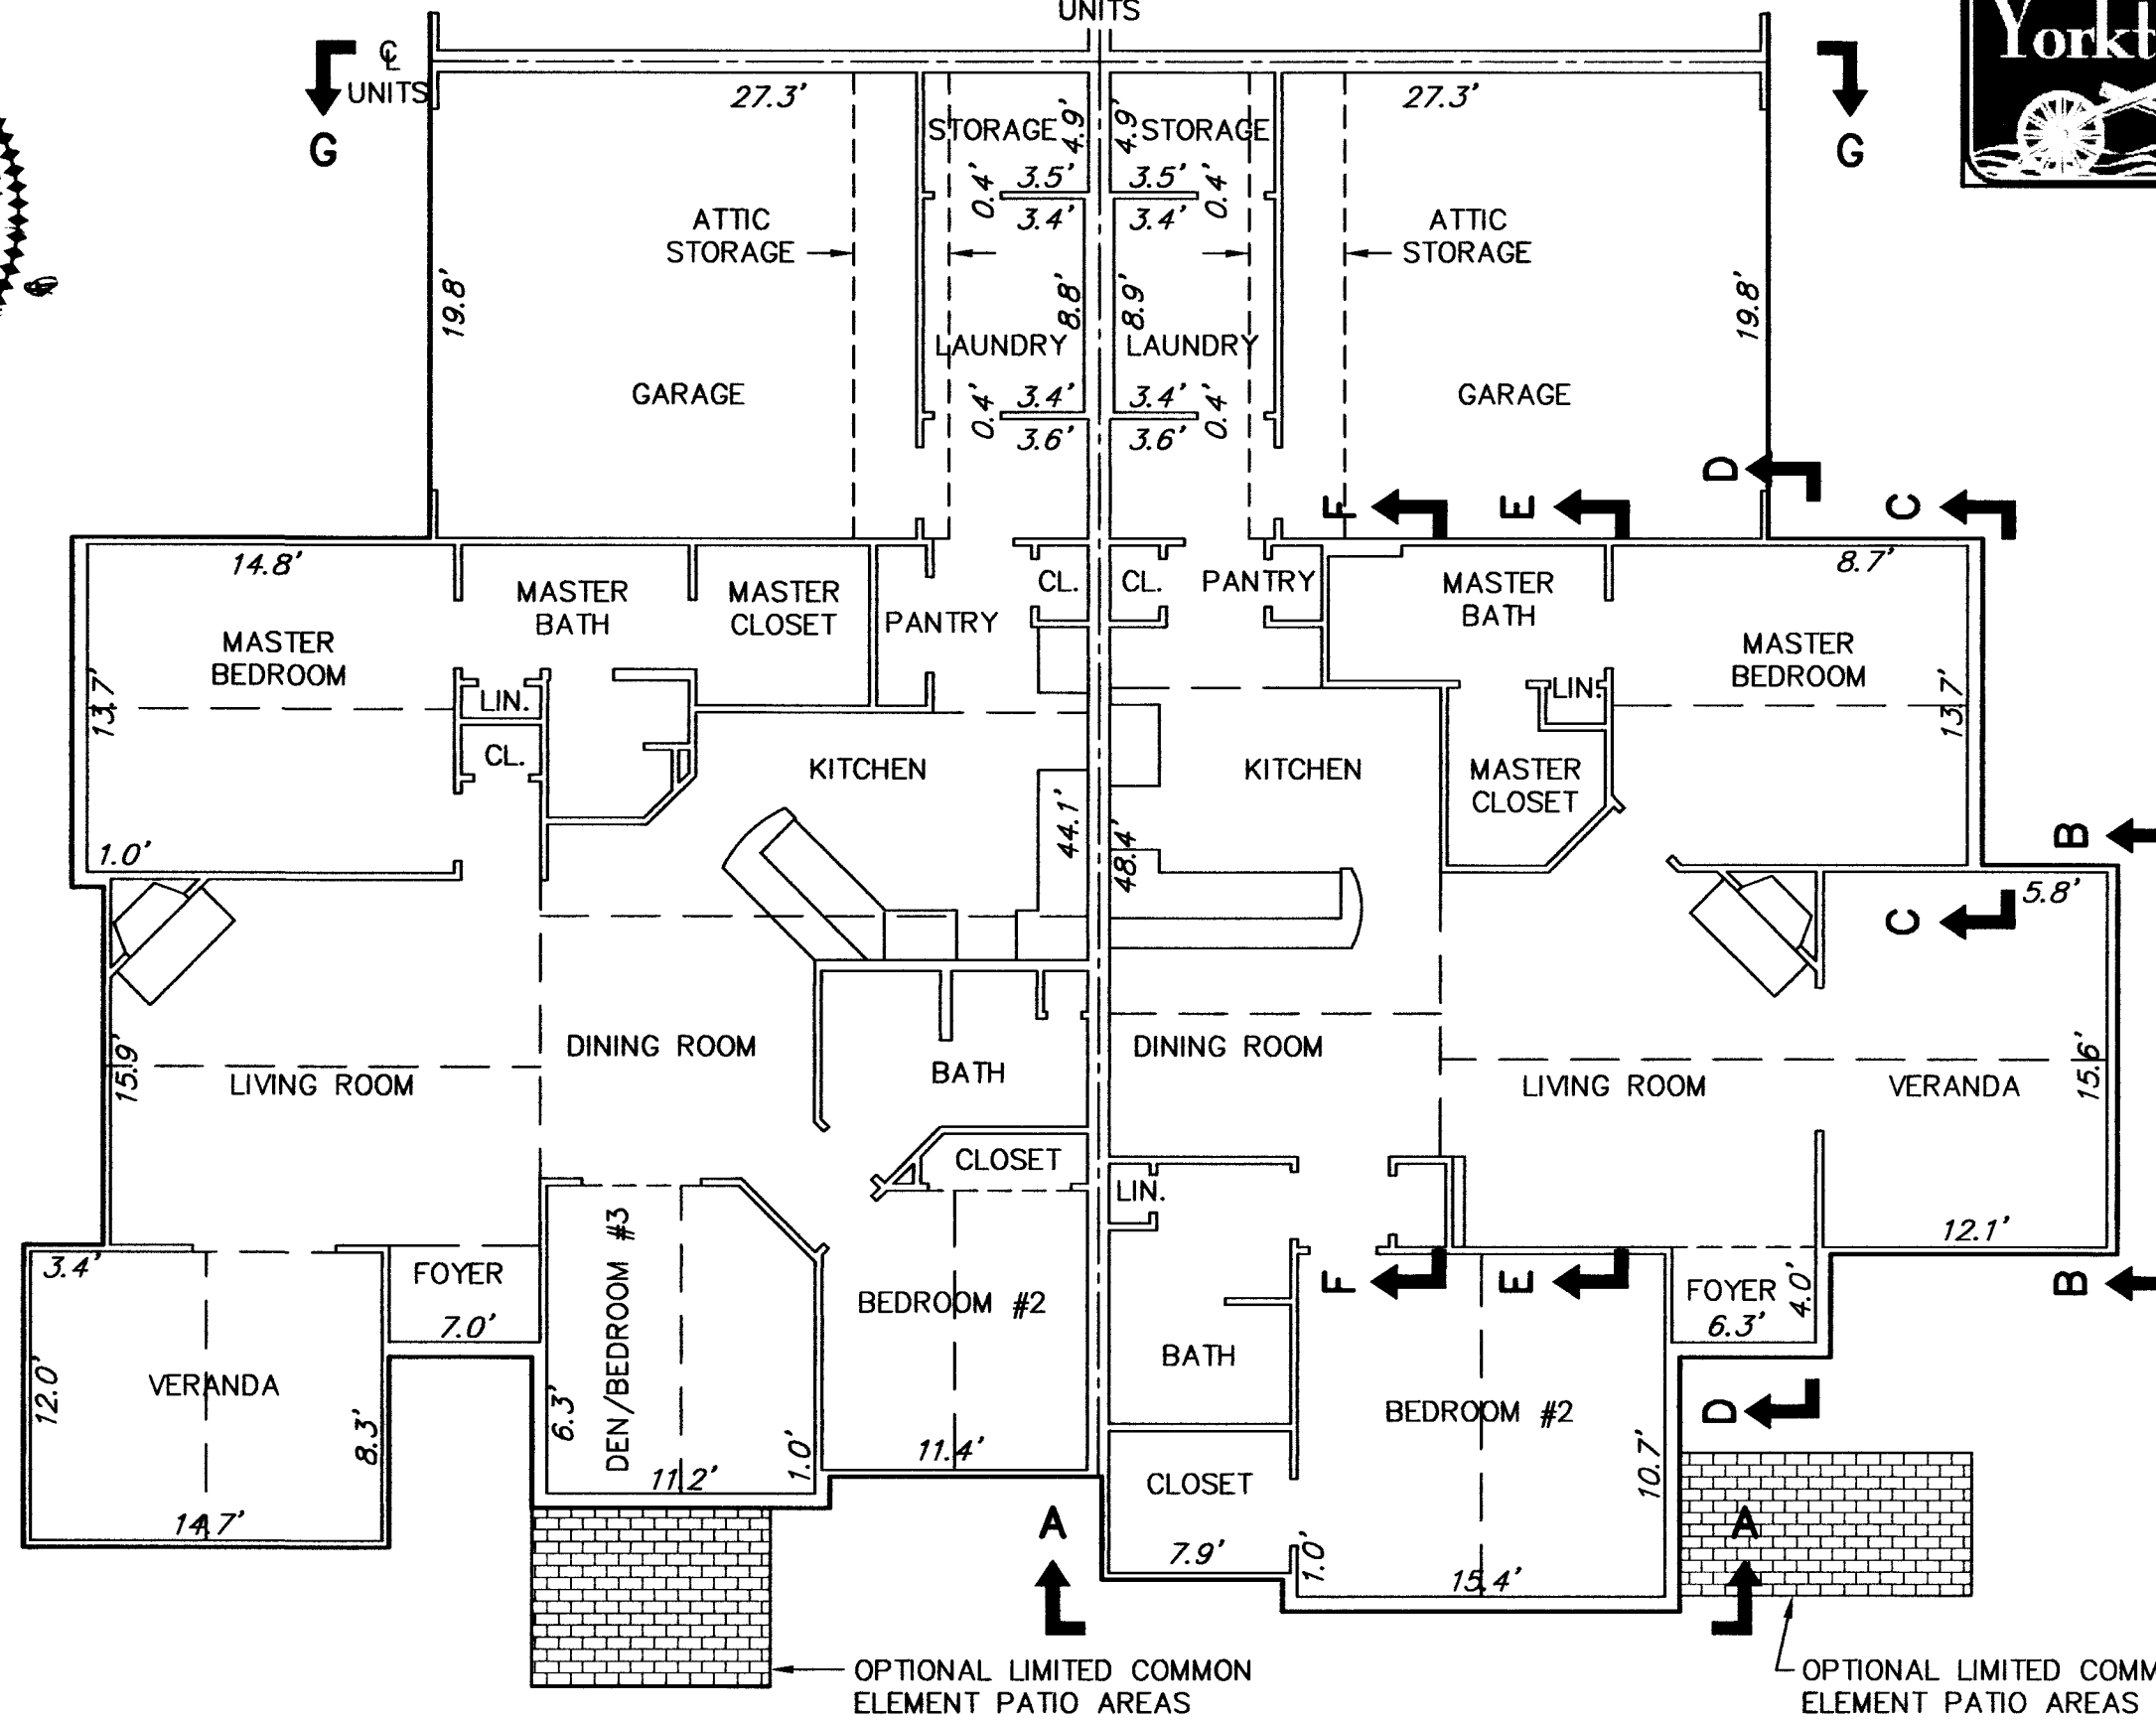 UNITS
Yorkt
℄
UNITS
G
G
27.3'
27.3'
STORAGE
4.9'
4.9'
STORAGE
0.4'
3.5'
3.5'
0.4'
3.4'
3.4'
ATTIC
STORAGE
ATTIC
STORAGE
19.8'
8.8'
8.9'
19.8'
LAUNDRY
LAUNDRY
GARAGE
GARAGE
0.4'
3.4'
3.4'
0.4'
3.6'
3.6'
F
E
D
C
14.8'
MASTER
BATH
MASTER
CLOSET
PANTRY
CL.
CL.
PANTRY
MASTER
BATH
8.7'
MASTER
BEDROOM
MASTER
BEDROOM
13.7'
LIN.
LIN.
13.7'
CL.
KITCHEN
KITCHEN
MASTER
CLOSET
44.1'
48.4'
B
1.0'
5.8'
C
15.9'
LIVING ROOM
DINING ROOM
BATH
DINING ROOM
LIVING ROOM
VERANDA
15.6'
CLOSET
LIN.
3.4'
FOYER
7.0'
DEN/BEDROOM #3
BEDROOM #2
F
E
FOYER
6.3'
4.0'
12.1'
B
VERANDA
12.0'
8.3'
14.7'
6.3'
11.2'
1.0'
11.4'
BATH
BEDROOM #2
D
10.7'
CLOSET
7.9'
1.0'
15.4'
A
A
OPTIONAL LIMITED COMMON
ELEMENT PATIO AREAS
OPTIONAL LIMITED COMM
ELEMENT PATIO AREAS